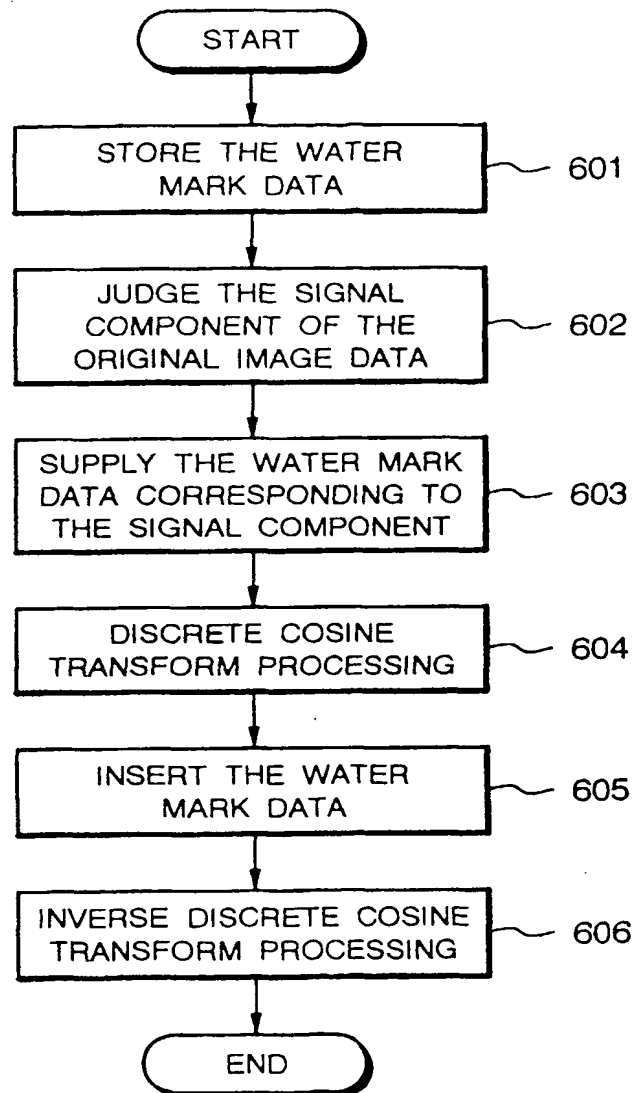 START
STORE THE WATER
MARK DATA
601
JUDGE THE SIGNAL
COMPONENT OF THE
ORIGINAL IMAGE DATA
602
SUPPLY THE WATER MARK
DATA CORRESPONDING TO
THE SIGNAL COMPONENT
603
DISCRETE COSINE
TRANSFORM PROCESSING
604
INSERT THE WATER
MARK DATA
605
INVERSE DISCRETE COSINE
TRANSFORM PROCESSING
606
END